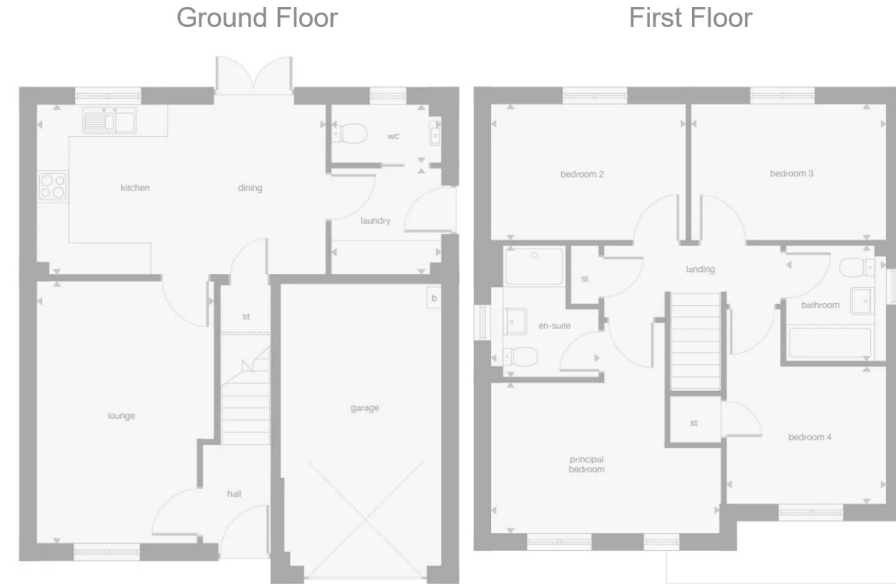 Ground Floor
First Floor
wc
kitchen
dining
laundry
st
b
lounge
garage
hall
bedroom 2
bedroom 3
landing
st
en-suite
bathroom
st
bedroom 4
principal
bedroom